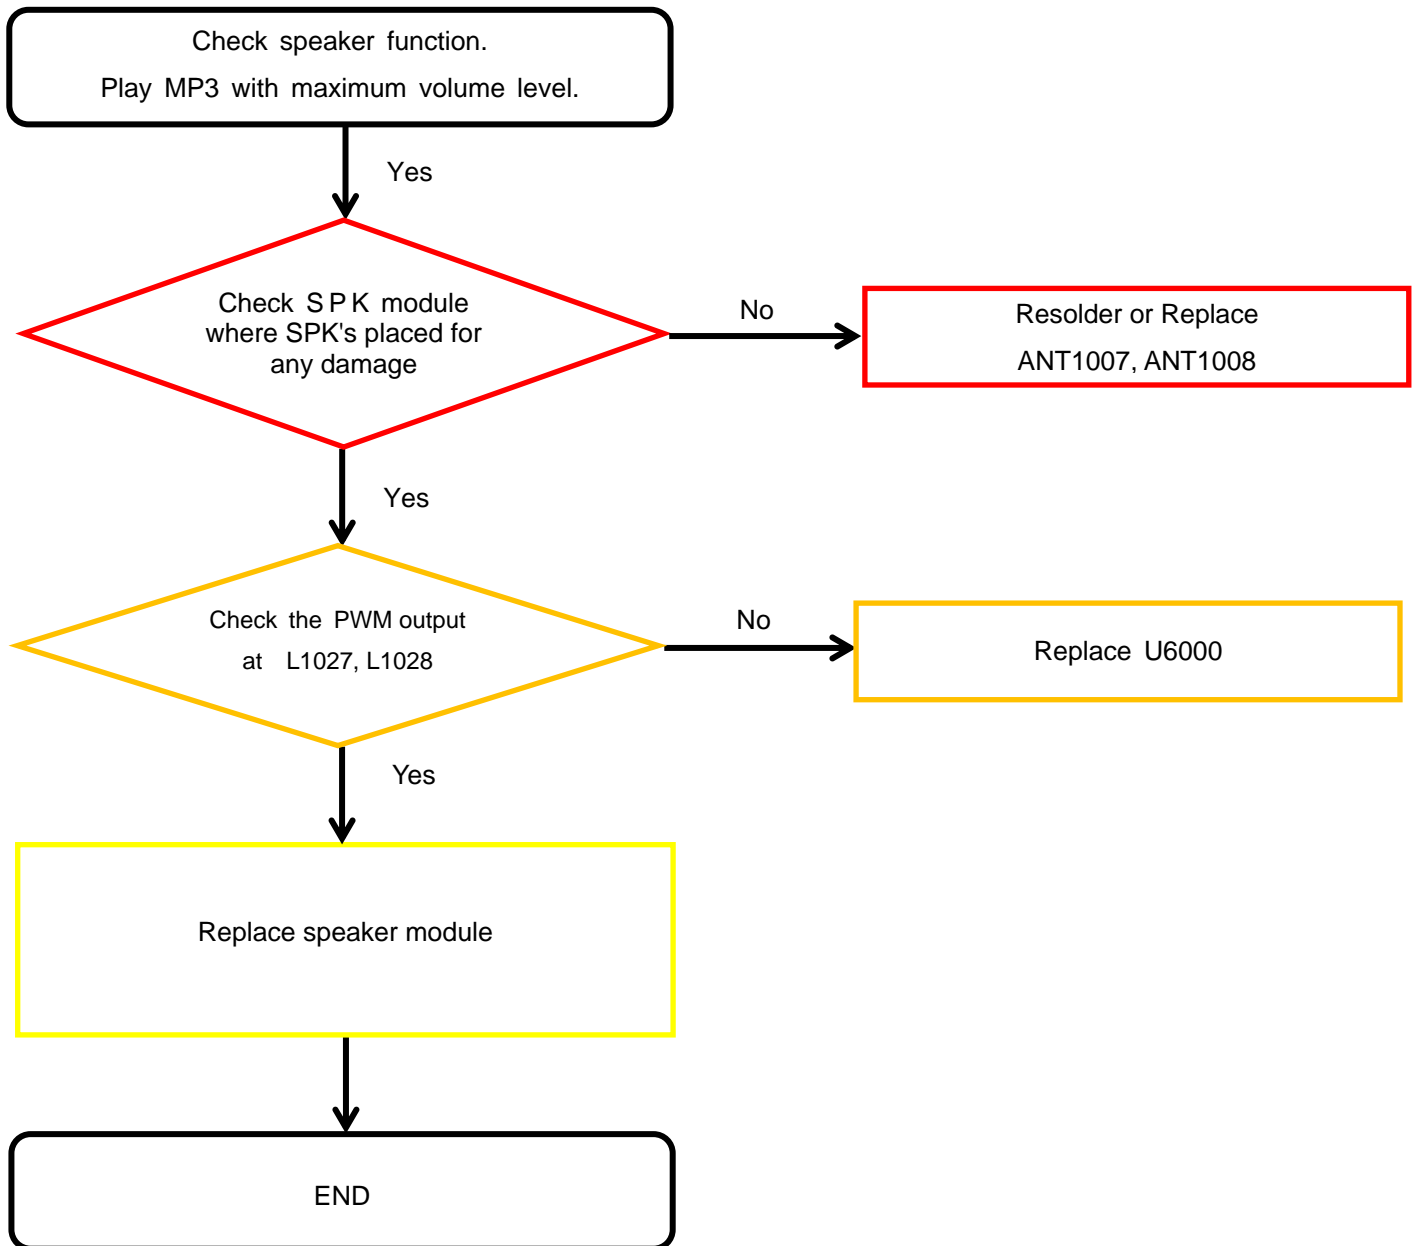 Check speaker function.
Play MP3 with maximum volume level.
Yes
Check SPK module
where SPK's placed for
any damage
No
Resolder or Replace
ANT1007, ANT1008
Yes
Check the PWM output
at L1027, L1028
No
Replace U6000
Yes
Replace speaker module
END